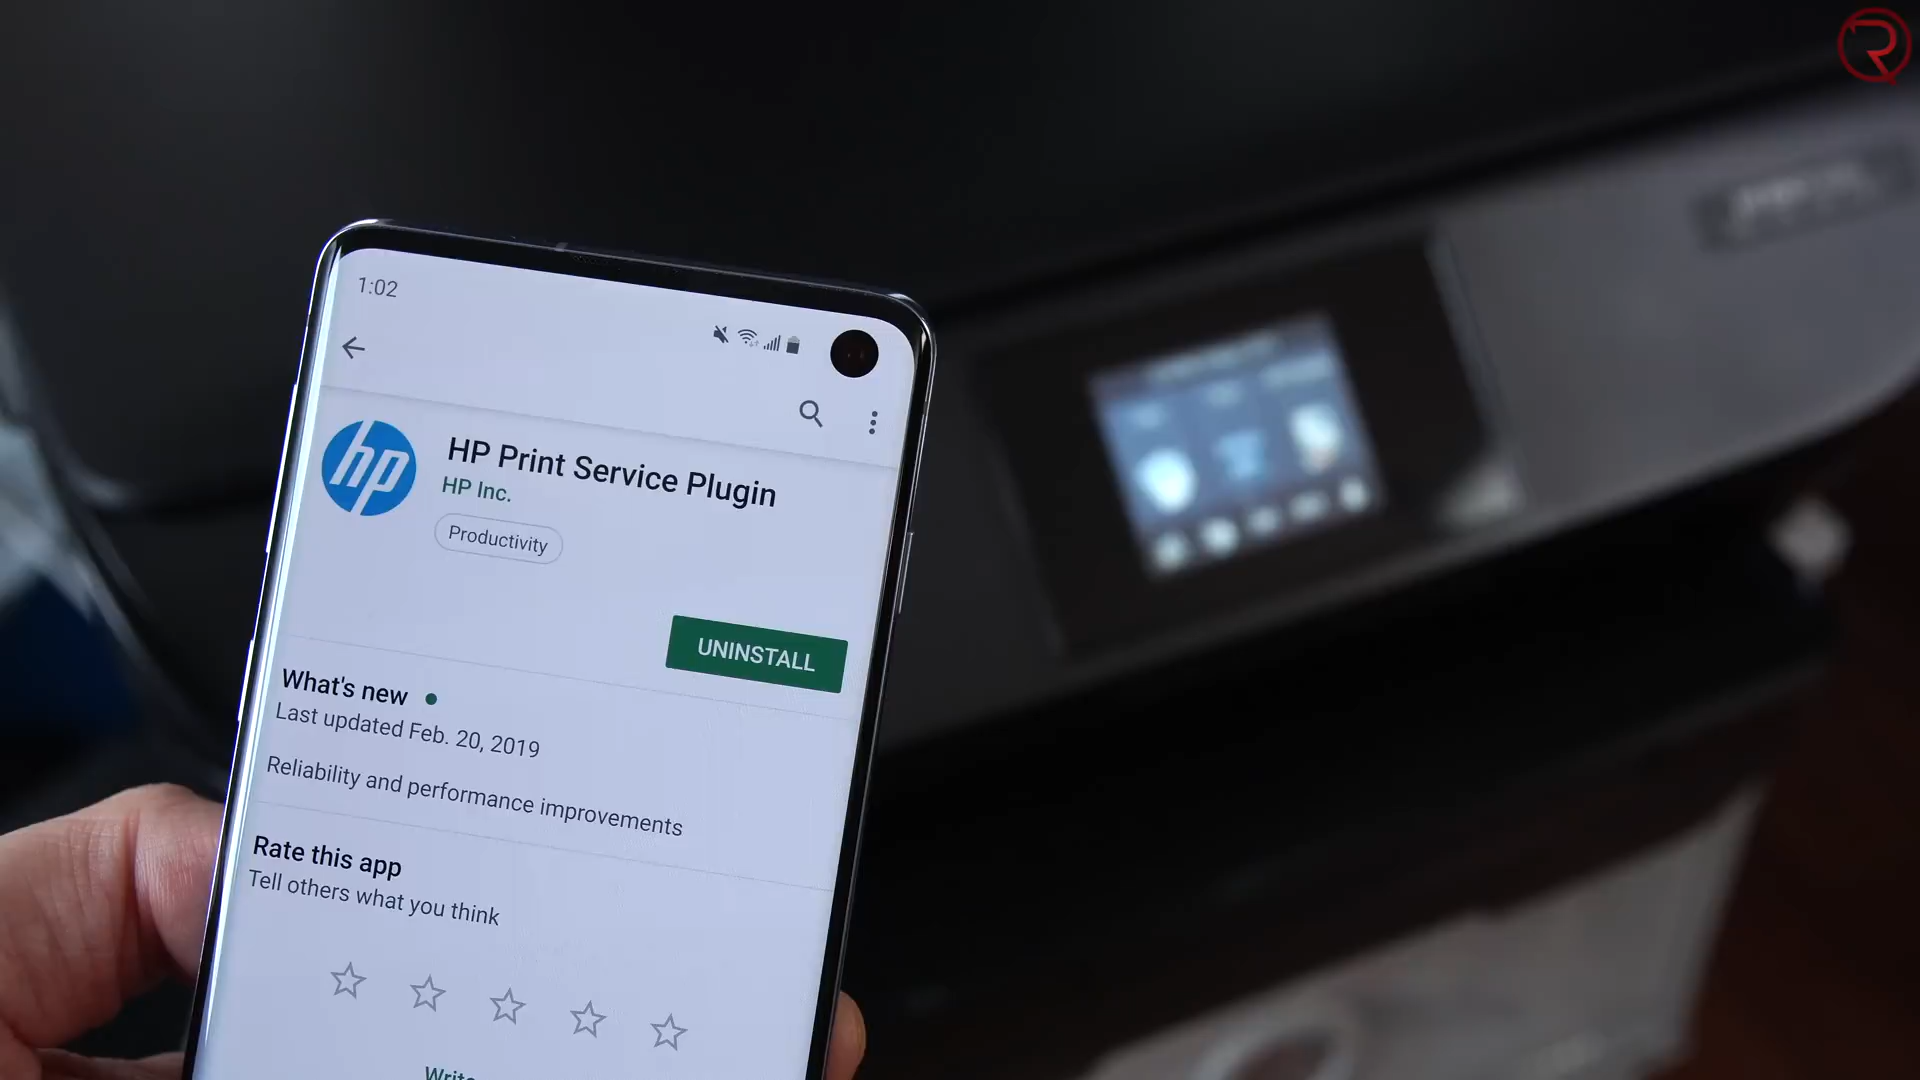 1:02
hp
HP Print Service Plugin
HP Inc.
Productivity
UNINSTALL
What's new
Last updated Feb. 20, 2019
Reliability and performance improvements
Rate this app
Tell others what you think